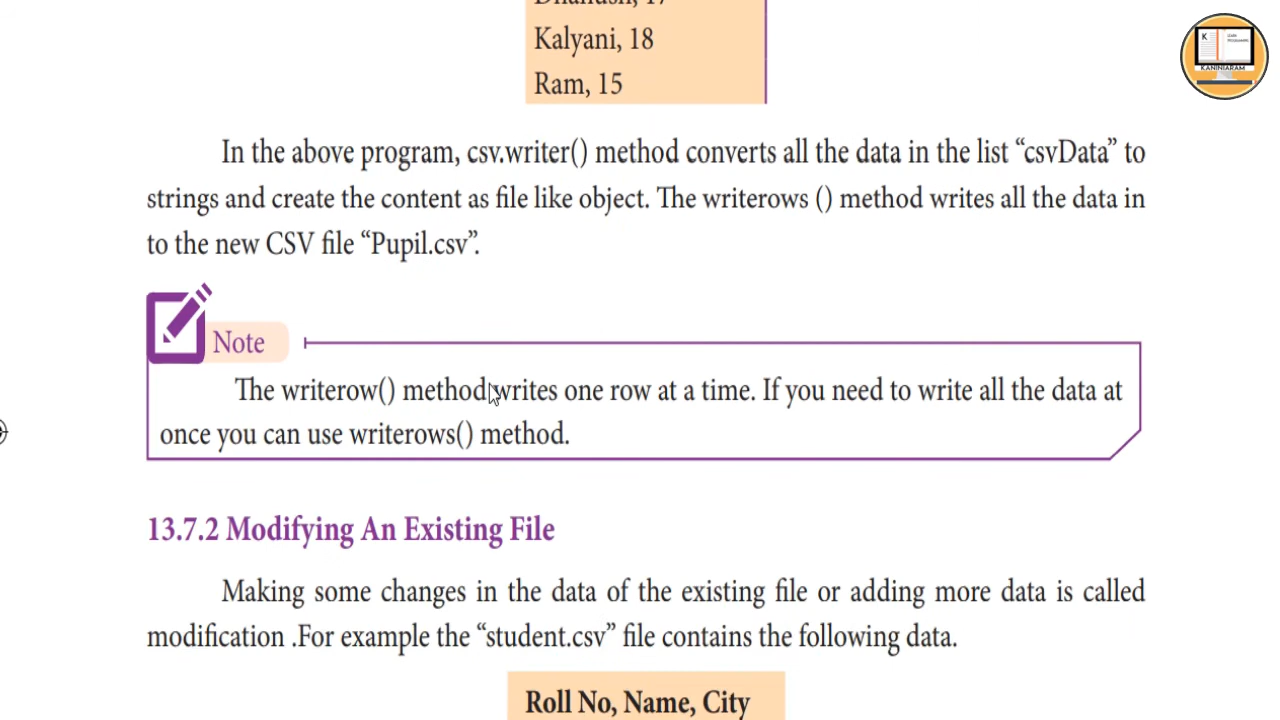 Kalyani, 18
Ram, 15
K
KANINIARAM
In the above program, csv.writer() method converts all the data in the list “csvData” to
strings and create the content as file like object. The writerows () method writes all the data in
to the new CSV file “Pupil.csv”.
Note
The writerow() method writes one row at a time. If you need to write all the data at
once you can use writerows() method.
13.7.2 Modifying An Existing File
Making some changes in the data of the existing file or adding more data is called
modification .For example the “student.csv” file contains the following data.
Roll No, Name, City